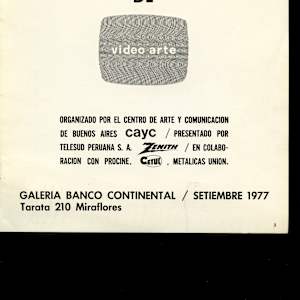 DE
video arte
ORGANIZADO POR EL CENTRO DE ARTE Y COMUNICACION
DE BUENOS AIRES cayc / PRESENTADO POR
TELESUD PERUANA S. A. ZENITH / EN COLABO-
RACION CON PROCINE, CETUC, METALICAS UNION.
GALERIA BANCO CONTINENTAL / SETIEMBRE 1977
Tarata 210 Miraflores